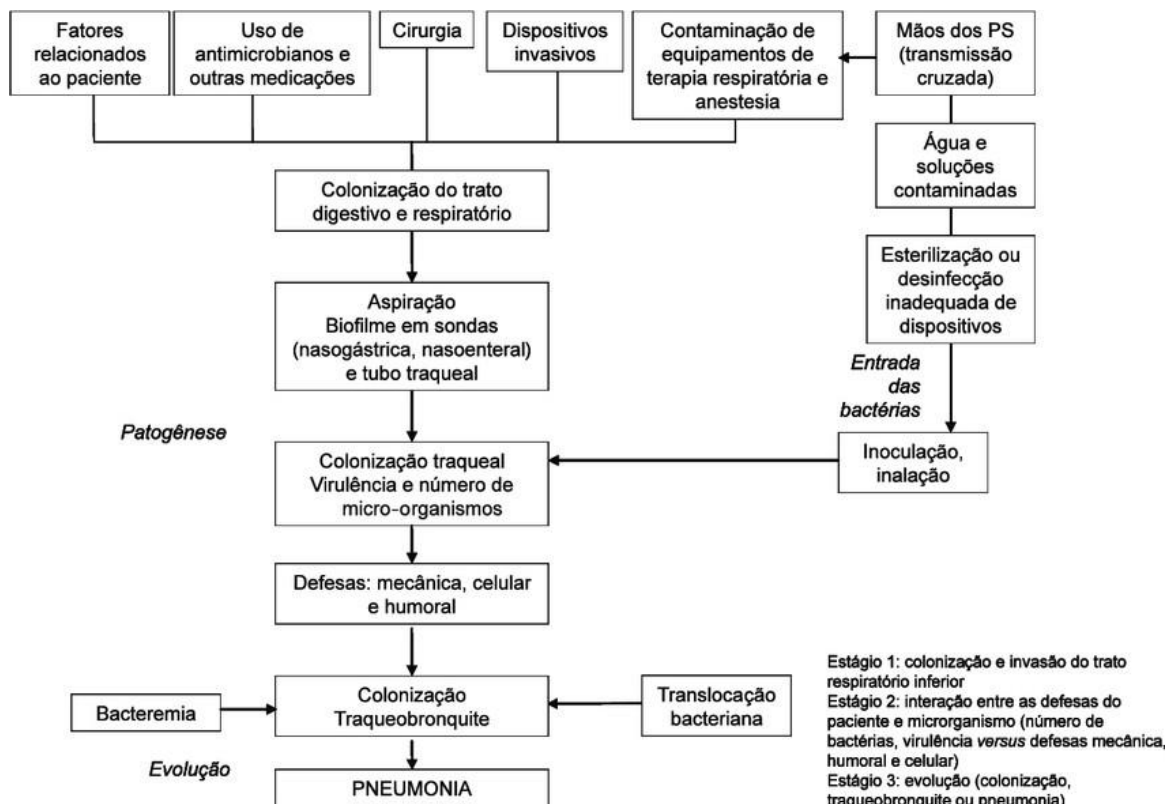 Fatores
relacionados
ao paciente
Uso de
antimicrobianos e
outras medicações
Cirurgia
Dispositivos
invasivos
Contaminação de
equipamentos de
terapia respiratória e
anestesia
Mãos dos PS
(transmissão
cruzada)
Água e
soluções
contaminadas
Colonização do trato
digestivo e respiratório
Esterilização ou
desinfecção
inadequada de
dispositivos
Aspiração
Biofilme em sondas
(nasogástrica, nasoenteral)
e tubo traqueal
Entrada
das
bactérias
Patogênese
Colonização traqueal
Virulência e número de
micro-organismos
Inoculação,
inalação
Defesas: mecânica, celular
e humoral
Bacteremia
Colonização
Traqueobronquite
Translocação
bacteriana
Evolução
PNEUMONIA
Estágio 1: colonização e invasão do trato
respiratório inferior
Estágio 2: interação entre as defesas do
paciente e microrganismo (número de
bactérias, virulência versus defesas mecânica,
humoral e celular)
Estágio 3: evolução (colonização,
traqueobronquite ou pneumonia)